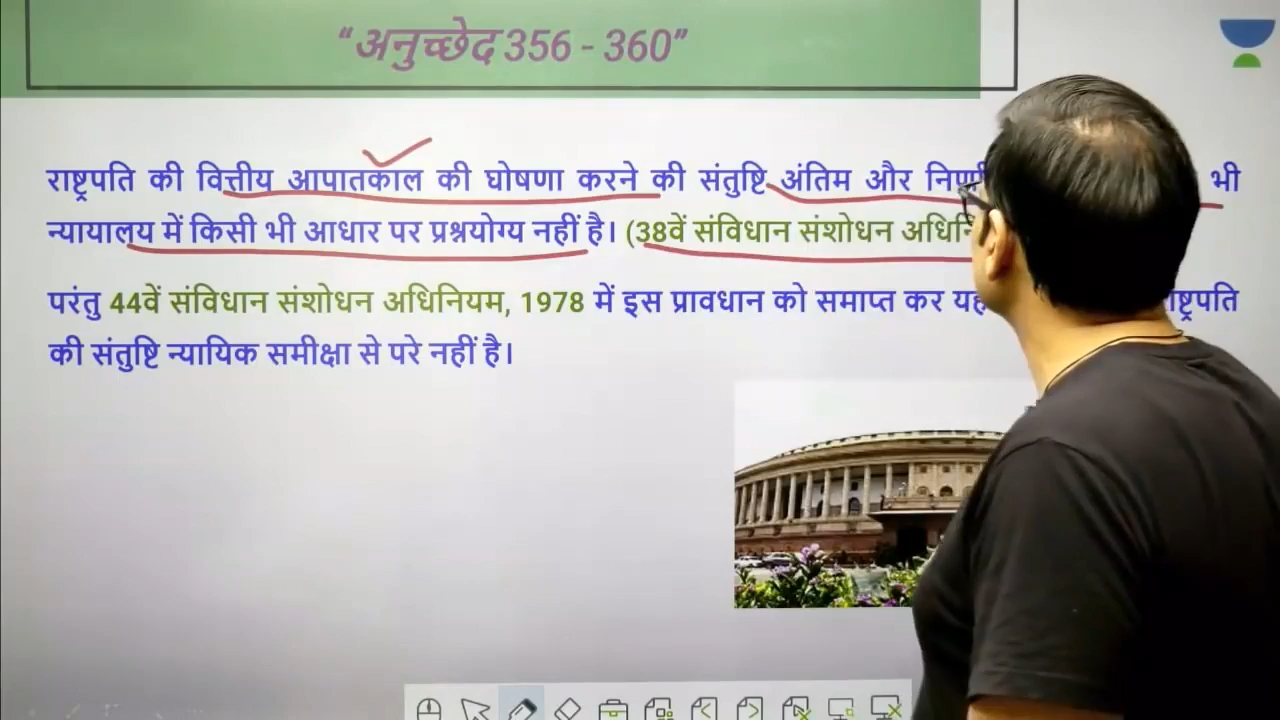 “अनुच्छेद 356 - 360”
राष्ट्रपति की वित्तीय आपातकाल की घोषणा करने की संतुष्टि अंतिम और भी
न्यायालय में किसी भी आधार पर प्रश्नयोग्य नहीं है। (38वें संविधान संशोधन
परंतु 44वें संविधान संशोधन अधिनियम, 1978 में इस प्रावधान को समाप्त कर
की संतुष्टि न्यायिक समीक्षा से परे नहीं है।